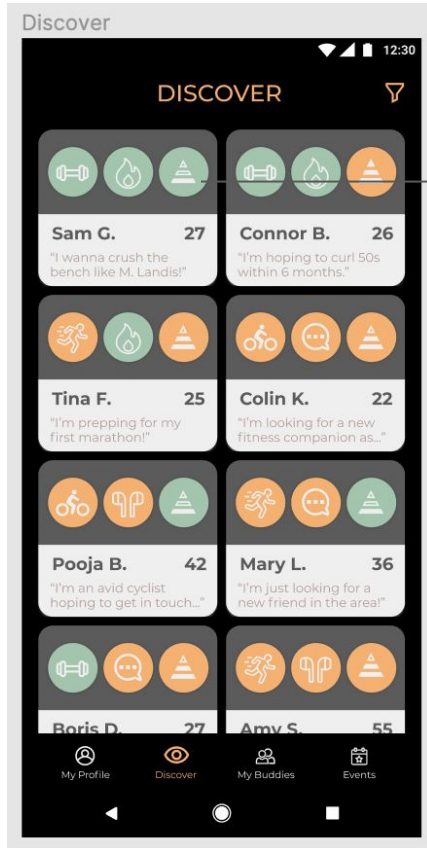 Discover
12:30
DISCOVER
Sam G. 27
"I wanna crush the
bench like M. Landis!"
Connor B. 26
"I'm hoping to curl 50s
within 6 months."
Tina F. 25
"I'm prepping for my
first marathon!"
Colin K. 22
"I'm looking for a new
fitness companion as..."
Pooja B. 42
"I'm an avid cyclist
hoping to get in touch..."
Mary L. 36
"I'm just looking for a
new friend in the area!"
Boris D. 27
Amy S. 55
My Profile
Discover
My Buddies
Events